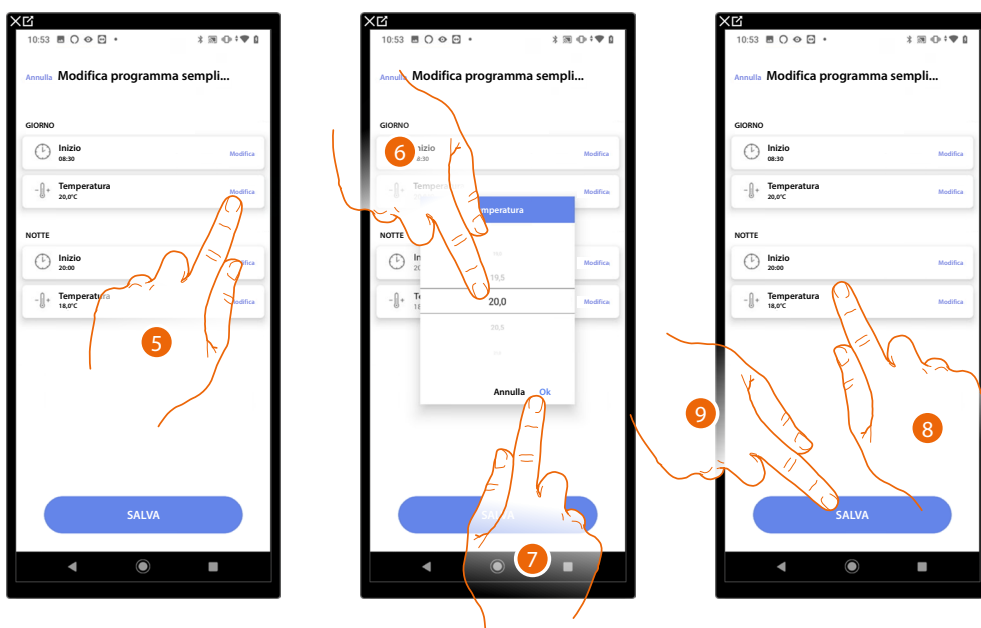 10:53
Annulla Modifica programma sempli...
GIORNO
Inizio
08:30
Modifica
Temperatura
20,0°C
Modifica
NOTTE
Inizio
20:00
Temperatura
18,0°C
Modifica
5
SALVA
10:53
Annulla Modifica programma sempli...
GIORNO
6
Modifica
Modifica
NOTTE
19,5
20,0
20,5
Modifica
Modifica
Annulla Ok
7
10:53
Annulla Modifica programma sempli...
GIORNO
Inizio
08:30
Modifica
Temperatura
20,0°C
Modifica
NOTTE
Inizio
20:00
Modifica
Temperatura
18,0°C
Modifica
9
8
SALVA